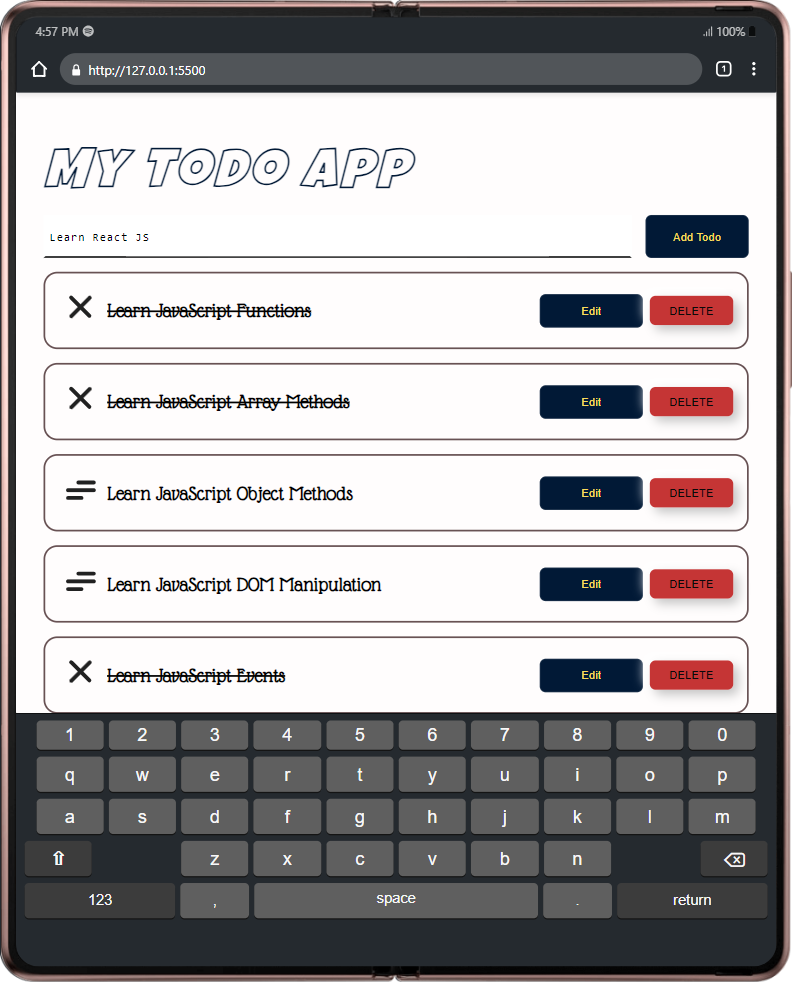 4:57 PM 100%
http://127.0.0.1:5500 1
MY TODO APP
Learn React JS Add Todo
Learn JavaScript Functions Edit DELETE
Learn JavaScript Array Methods Edit DELETE
Learn JavaScript Object Methods Edit DELETE
Learn JavaScript DOM Manipulation Edit DELETE
Learn JavaScript Events Edit DELETE
1 2 3 4 5 6 7 8 9 0
q w e r t y u i o p
a s d f g h j k l m
z x c v b n
123 , space . return